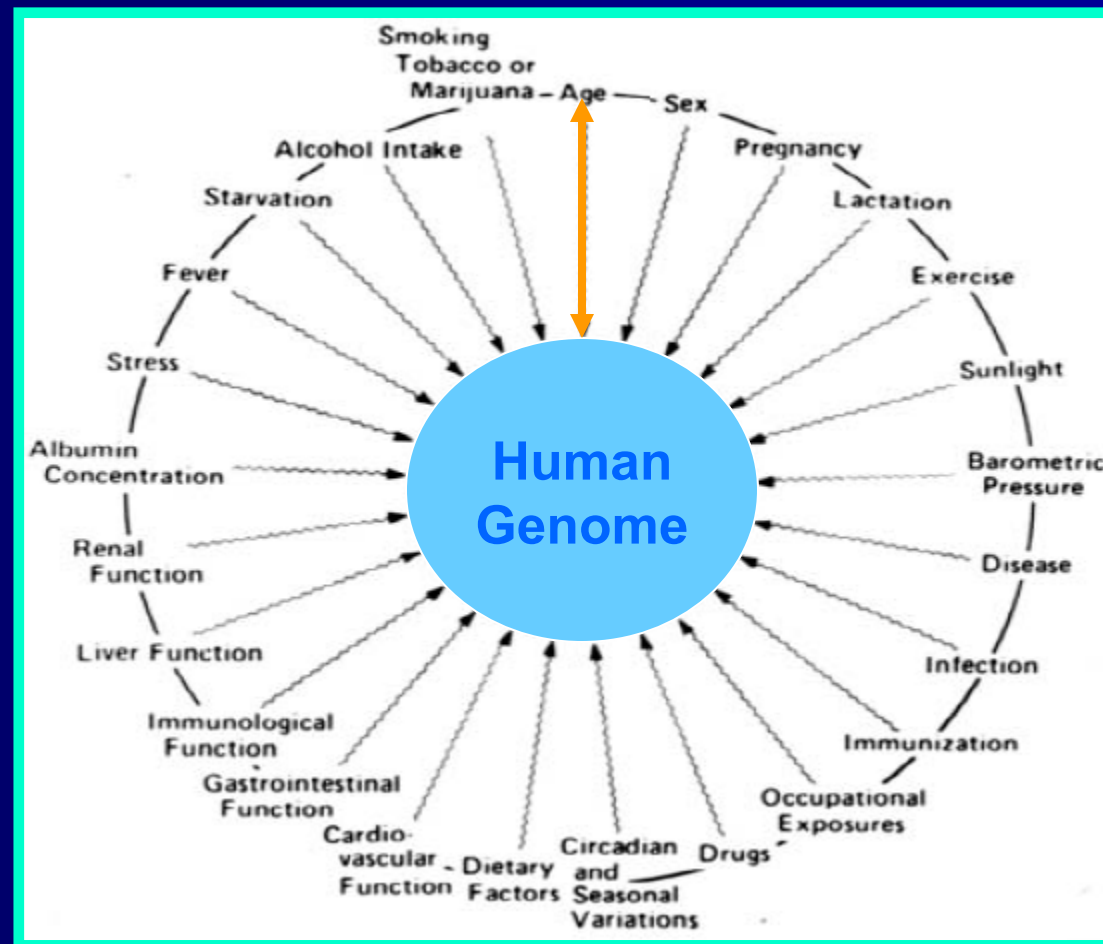 Smoking
Tobacco or
Marijuana
Age
Sex
Pregnancy
Lactation
Exercise
Sunlight
Barometric
Pressure
Disease
Infection
Immunization
Occupational
Exposures
Drugs
Circadian
and
Seasonal
Variations
Dietary
Factors
Cardio-
vascular
Function
Gastrointestinal
Function
Immunological
Function
Liver Function
Renal
Function
Albumin
Concentration
Stress
Fever
Starvation
Alcohol Intake
Human
Genome